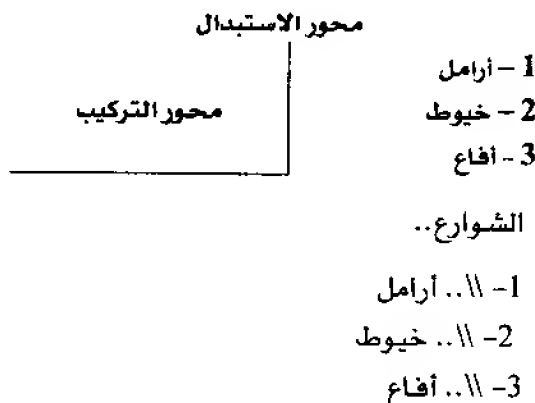 محور الاستبدال
1 – أرامل
محور التركيب
2 – خيوط
3 - أفاع
الشوارع..
1- \\.. أرامل
2- \\.. خيوط
3- \\.. أفاع